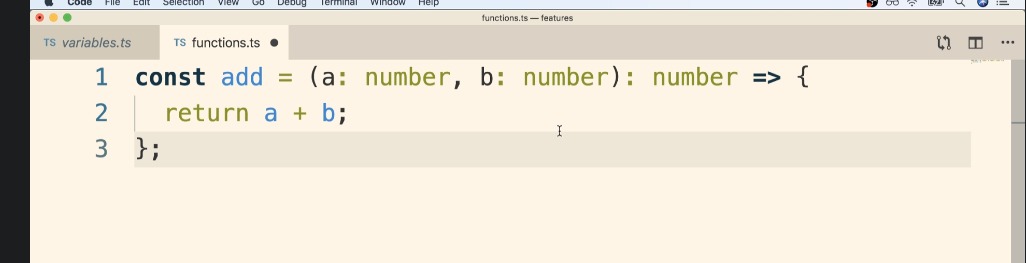 Code File Edit Selection View Go Debug Terminal Window Help
functions.ts — features
TS variables.ts TS functions.ts
1 const add = (a: number, b: number): number => {
2 return a + b;
3 };